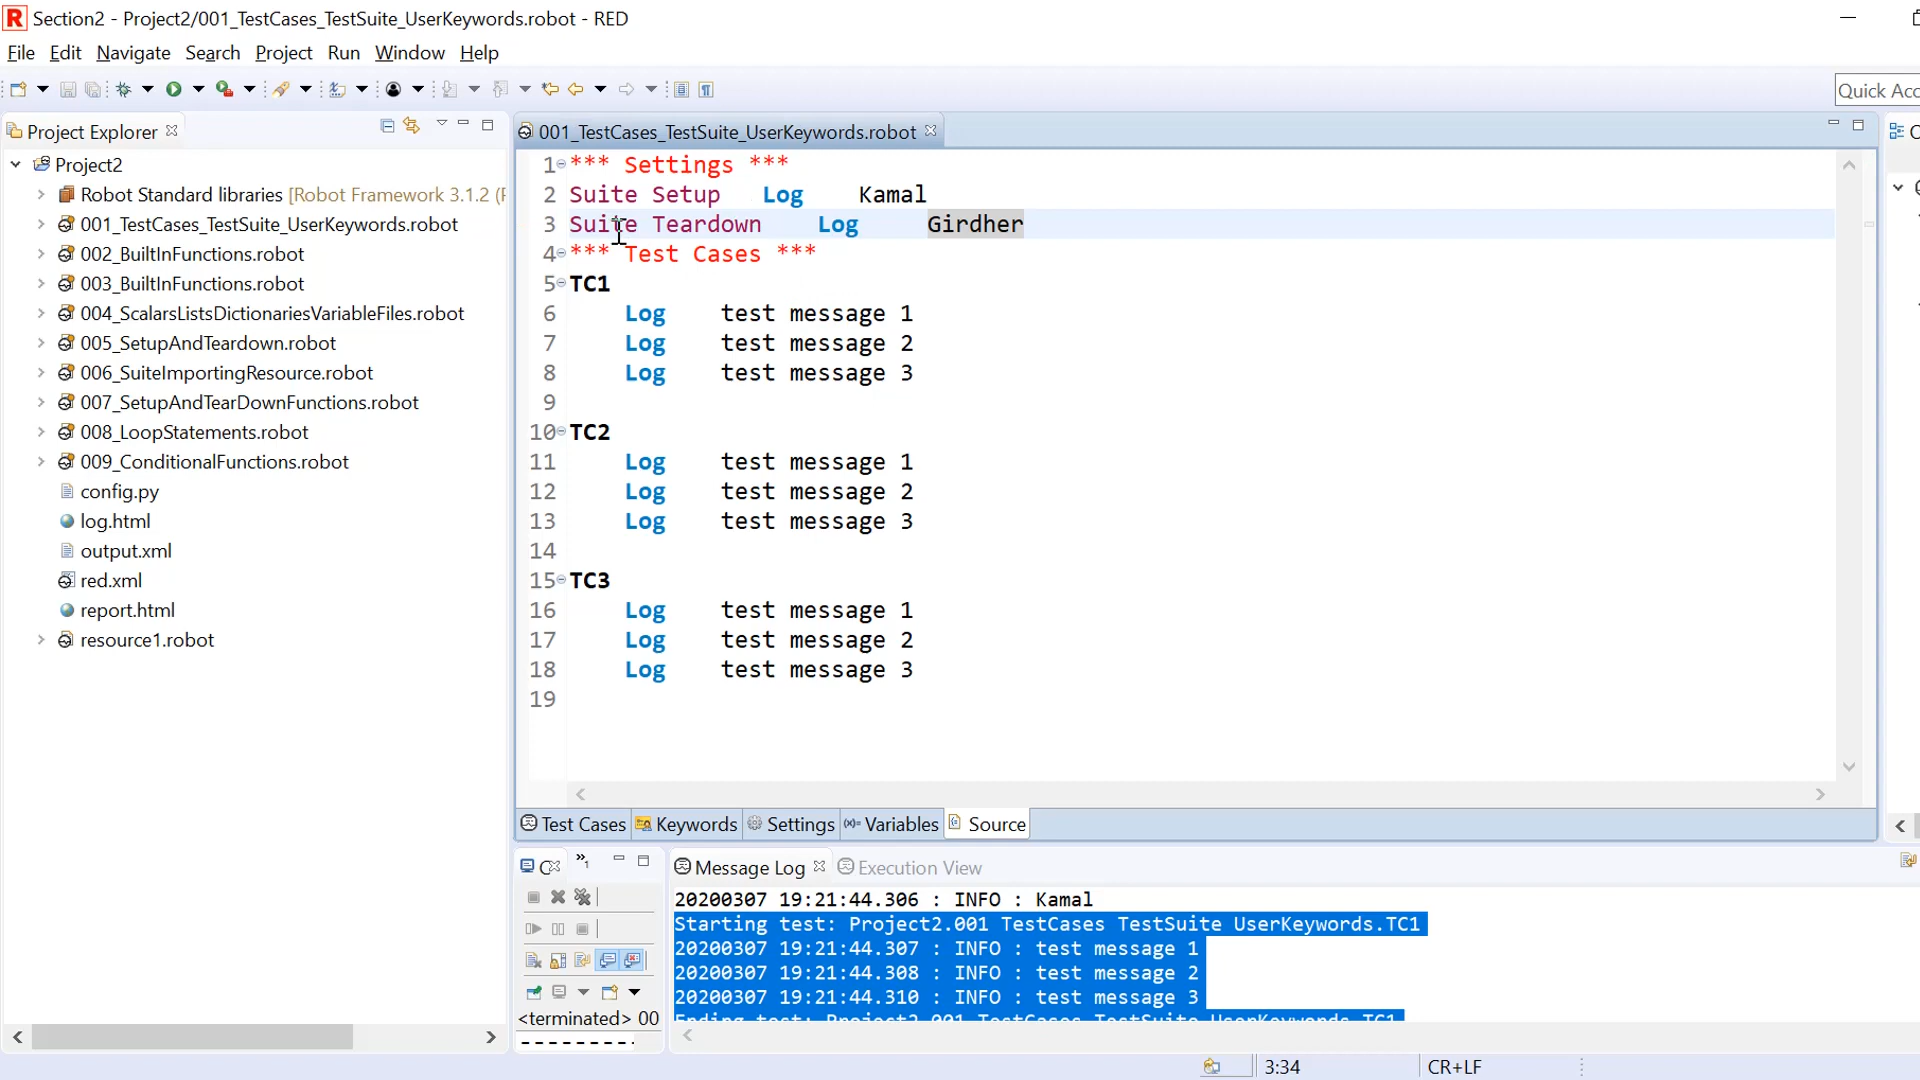 Section2 - Project2/001_TestCases_TestSuite_UserKeywords.robot - RED
File Edit Navigate Search Project Run Window Help
Quick Acc
Project Explorer
Project2
Robot Standard libraries [Robot Framework 3.1.2 (F
001_TestCases_TestSuite_UserKeywords.robot
002_BuiltInFunctions.robot
003_BuiltInFunctions.robot
004_ScalarsListsDictionariesVariableFiles.robot
005_SetupAndTeardown.robot
006_SuiteImportingResource.robot
007_SetupAndTearDownFunctions.robot
008_LoopStatements.robot
009_ConditionalFunctions.robot
config.py
log.html
output.xml
red.xml
report.html
resource1.robot
001_TestCases_TestSuite_UserKeywords.robot
1 *** Settings ***
2 Suite Setup Log Kamal
3 Suite Teardown Log Girdher
4 *** Test Cases ***
5 TC1
6 Log test message 1
7 Log test message 2
8 Log test message 3
9
10 TC2
11 Log test message 1
12 Log test message 2
13 Log test message 3
14
15 TC3
16 Log test message 1
17 Log test message 2
18 Log test message 3
19
Test Cases Keywords Settings Variables Source
<terminated> 00
Message Log Execution View
20200307 19:21:44.306 : INFO : Kamal
Starting test: Project2.001 TestCases TestSuite UserKeywords.TC1
20200307 19:21:44.307 : INFO : test message 1
20200307 19:21:44.308 : INFO : test message 2
20200307 19:21:44.310 : INFO : test message 3
Ending test: Project2.001 TestCases TestSuite UserKeywords.TC1
3:34 CR+LF